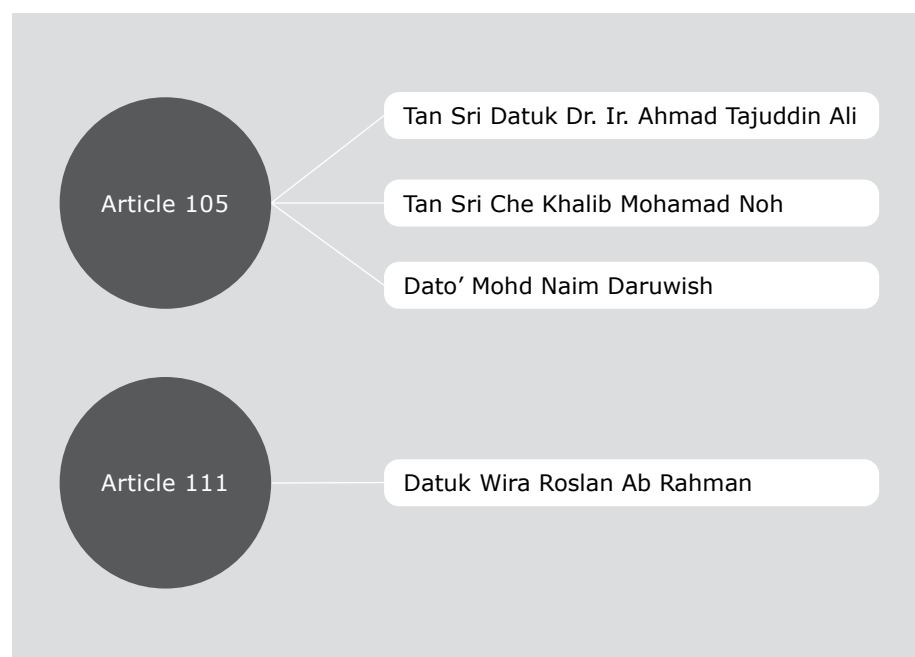 Article 105
Tan Sri Datuk Dr. Ir. Ahmad Tajuddin Ali
Tan Sri Che Khalib Mohamad Noh
Dato’ Mohd Naim Daruwish
Article 111
Datuk Wira Roslan Ab Rahman